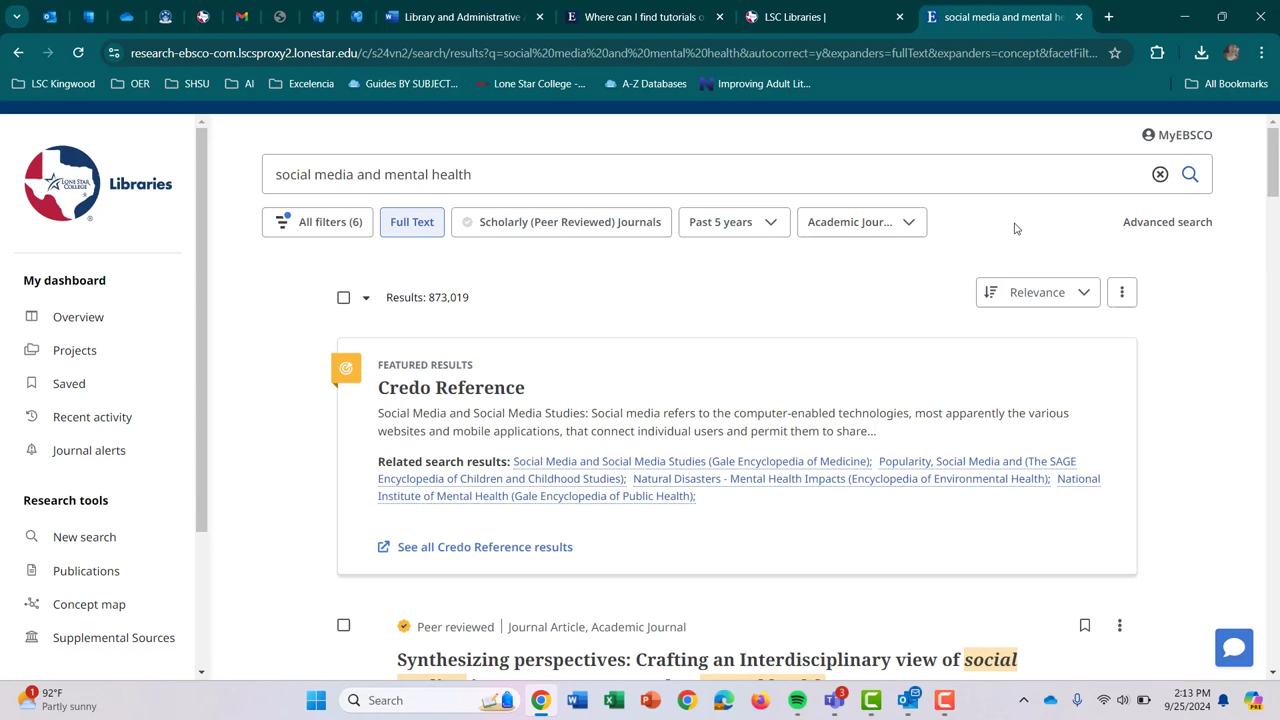 Library and Administrative
Where can I find tutorials o
LSC Libraries |
social media and mental he
research-ebsco-com.lscsproxy2.lonestar.edu/c/s24vn2/search/results?q=social%20media%20and%20mental%20health&autocorrect=y&expanders=fullText&expanders=concept&facetFilt...
LSC Kingwood
OER
SHSU
AI
Excelencia
Guides BY SUBJECT...
Lone Star College -...
A-Z Databases
Improving Adult Lit...
All Bookmarks
LONE STAR
COLLEGE
Libraries
MyEBSCO
social media and mental health
All filters (6)
Full Text
Scholarly (Peer Reviewed) Journals
Past 5 years
Academic Jour...
Advanced search
My dashboard
Overview
Projects
Saved
Recent activity
Journal alerts
Research tools
New search
Publications
Concept map
Supplemental Sources
Results: 873,019
Relevance
FEATURED RESULTS
Credo Reference
Social Media and Social Media Studies: Social media refers to the computer-enabled technologies, most apparently the various
websites and mobile applications, that connect individual users and permit them to share...
Related search results: Social Media and Social Media Studies (Gale Encyclopedia of Medicine); Popularity, Social Media and (The SAGE
Encyclopedia of Children and Childhood Studies); Natural Disasters - Mental Health Impacts (Encyclopedia of Environmental Health); National
Institute of Mental Health (Gale Encyclopedia of Public Health);
See all Credo Reference results
Peer reviewed | Journal Article, Academic Journal
Synthesizing perspectives: Crafting an Interdisciplinary view of social
1
92°F
Partly sunny
Search
3
2:13 PM
9/25/2024
PRE